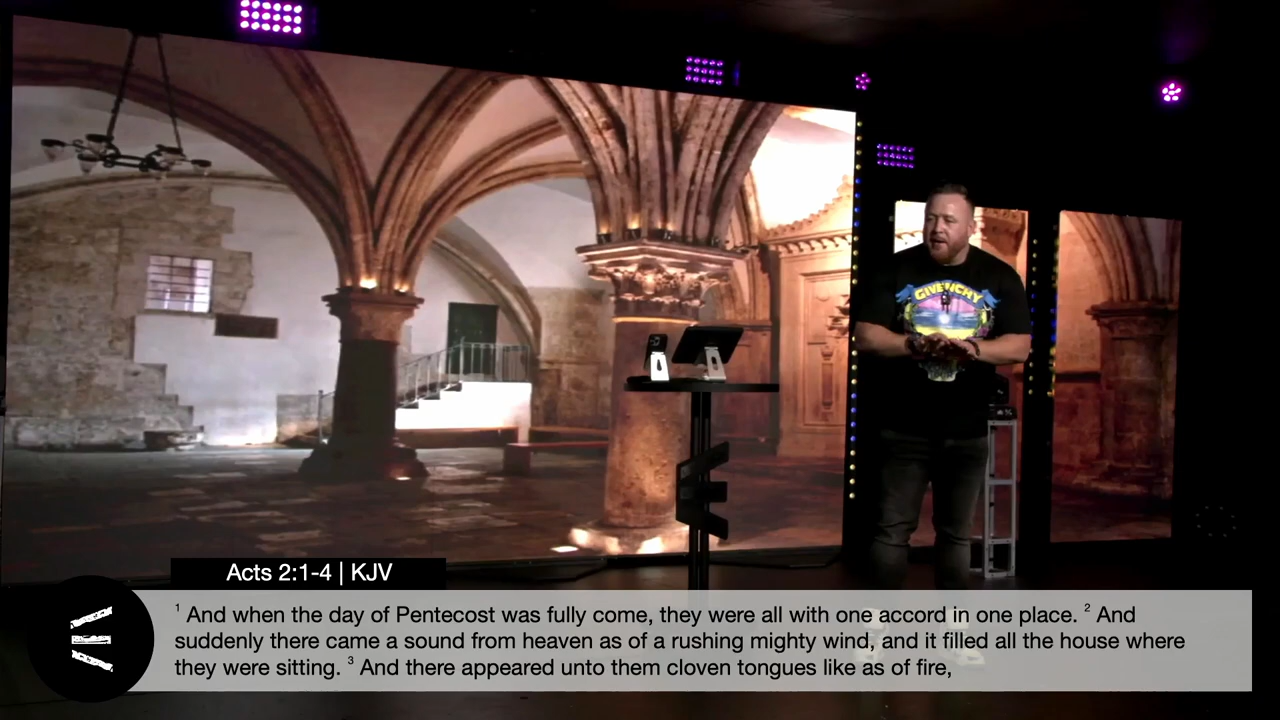 GIVENCHY
Acts 2:1-4 | KJV
1 And when the day of Pentecost was fully come, they were all with one accord in one place. 2 And
suddenly there came a sound from heaven as of a rushing mighty wind, and it filled all the house where
they were sitting. 3 And there appeared unto them cloven tongues like as of fire,